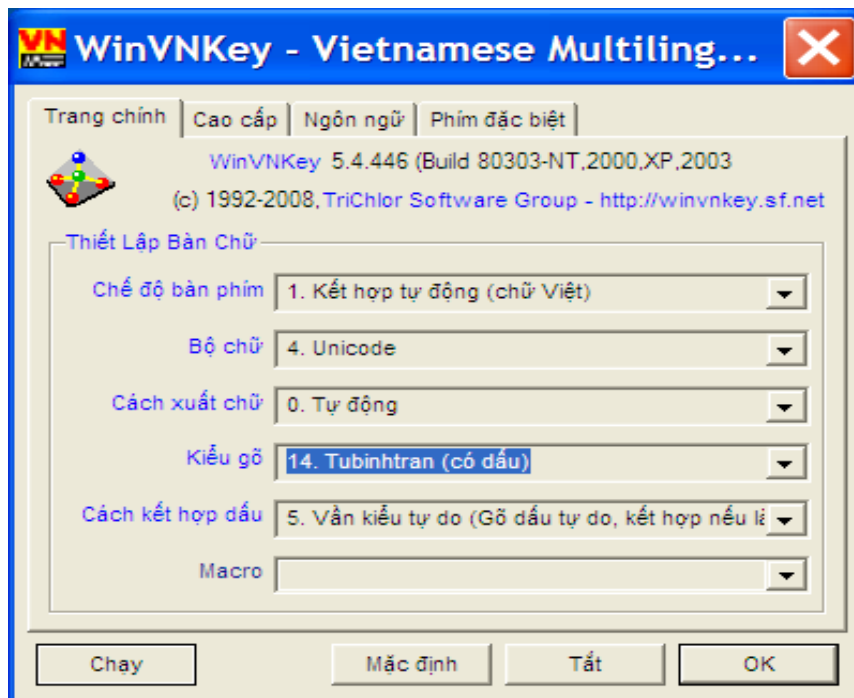 WinVNKey - Vietnamese Multiling...
Trang chính Cao cấp Ngôn ngữ Phím đặc biệt
WinVNKey 5.4.446 (Build 80303-NT,2000,XP,2003
(c) 1992-2008, TriChlor Software Group - http://winvnkey.sf.net
Thiết Lập Bàn Chữ
Chế độ bàn phím 1. Kết hợp tự động (chữ Việt)
Bộ chữ 4. Unicode
Cách xuất chữ 0. Tự động
Kiểu gõ 14. Tubinhtran (có dấu)
Cách kết hợp dấu 5. Vần kiểu tự do (Gõ dấu tự do, kết hợp nếu
Macro
Chạy Mặc định Tắt OK